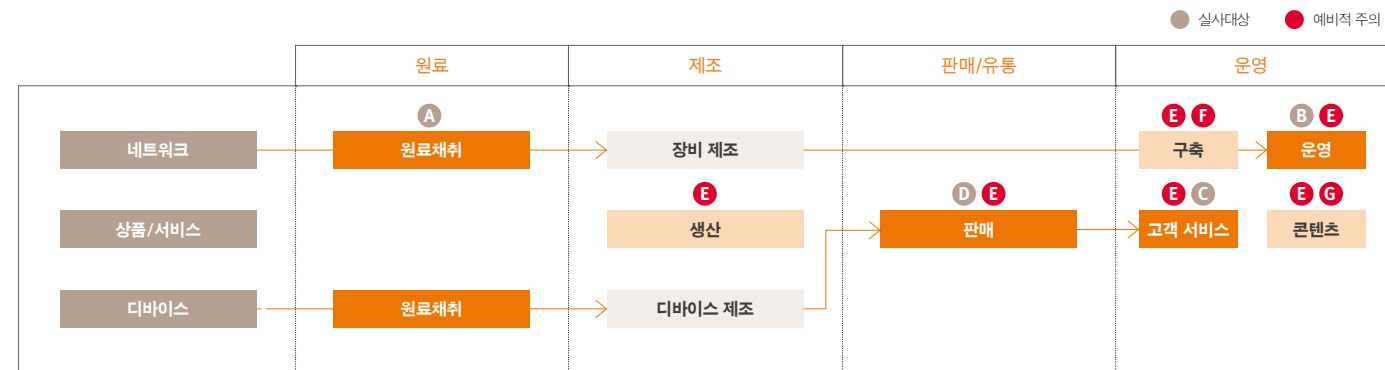 실사대상 예비적 주의
원료 제조 판매/유통 운영
A E F B E
네트워크 원료채취 장비 제조 구축 운영
E D E E C E G
상품/서비스 생산 판매 고객 서비스 콘텐츠
디바이스 원료채취 디바이스 제조